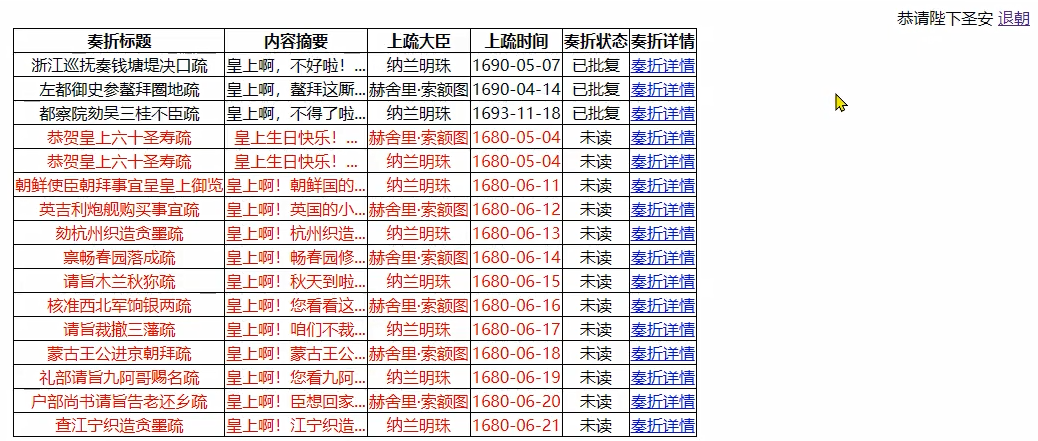 恭请陛下圣安 退朝
奏折标题 内容摘要 上疏大臣 上疏时间 奏折状态 奏折详情
浙江巡抚奏钱塘堤决口疏 皇上啊，不好啦！... 纳兰明珠 1690-05-07 已批复 奏折详情
左都御史参鳌拜圈地疏 皇上啊，鳌拜这厮... 赫舍里·索额图 1690-04-14 已批复 奏折详情
都察院劾吴三桂不臣疏 皇上啊，不得了啦... 纳兰明珠 1693-11-18 已批复 奏折详情
恭贺皇上六十圣寿疏 皇上生日快乐！... 赫舍里·索额图 1680-05-04 未读 奏折详情
恭贺皇上六十圣寿疏 皇上生日快乐！... 纳兰明珠 1680-05-04 未读 奏折详情
朝鲜使臣朝拜事宜呈皇上御览 皇上啊！朝鲜国的... 纳兰明珠 1680-06-11 未读 奏折详情
英吉利炮舰购买事宜疏 皇上啊！英国的小... 赫舍里·索额图 1680-06-12 未读 奏折详情
劾杭州织造贪墨疏 皇上啊！杭州织造... 纳兰明珠 1680-06-13 未读 奏折详情
禀畅春园落成疏 皇上啊！畅春园修... 赫舍里·索额图 1680-06-14 未读 奏折详情
请旨木兰秋狝疏 皇上啊！秋天到啦... 纳兰明珠 1680-06-15 未读 奏折详情
核准西北军饷银两疏 皇上啊！您看看这... 赫舍里·索额图 1680-06-16 未读 奏折详情
请旨裁撤三藩疏 皇上啊！咱们不裁... 纳兰明珠 1680-06-17 未读 奏折详情
蒙古王公进京朝拜疏 皇上啊！蒙古王公... 赫舍里·索额图 1680-06-18 未读 奏折详情
礼部请旨九阿哥赐名疏 皇上啊！您看九阿... 纳兰明珠 1680-06-19 未读 奏折详情
户部尚书请旨告老还乡疏 皇上啊！臣想回家... 赫舍里·索额图 1680-06-20 未读 奏折详情
查江宁织造贪墨疏 皇上啊！江宁织造... 纳兰明珠 1680-06-21 未读 奏折详情